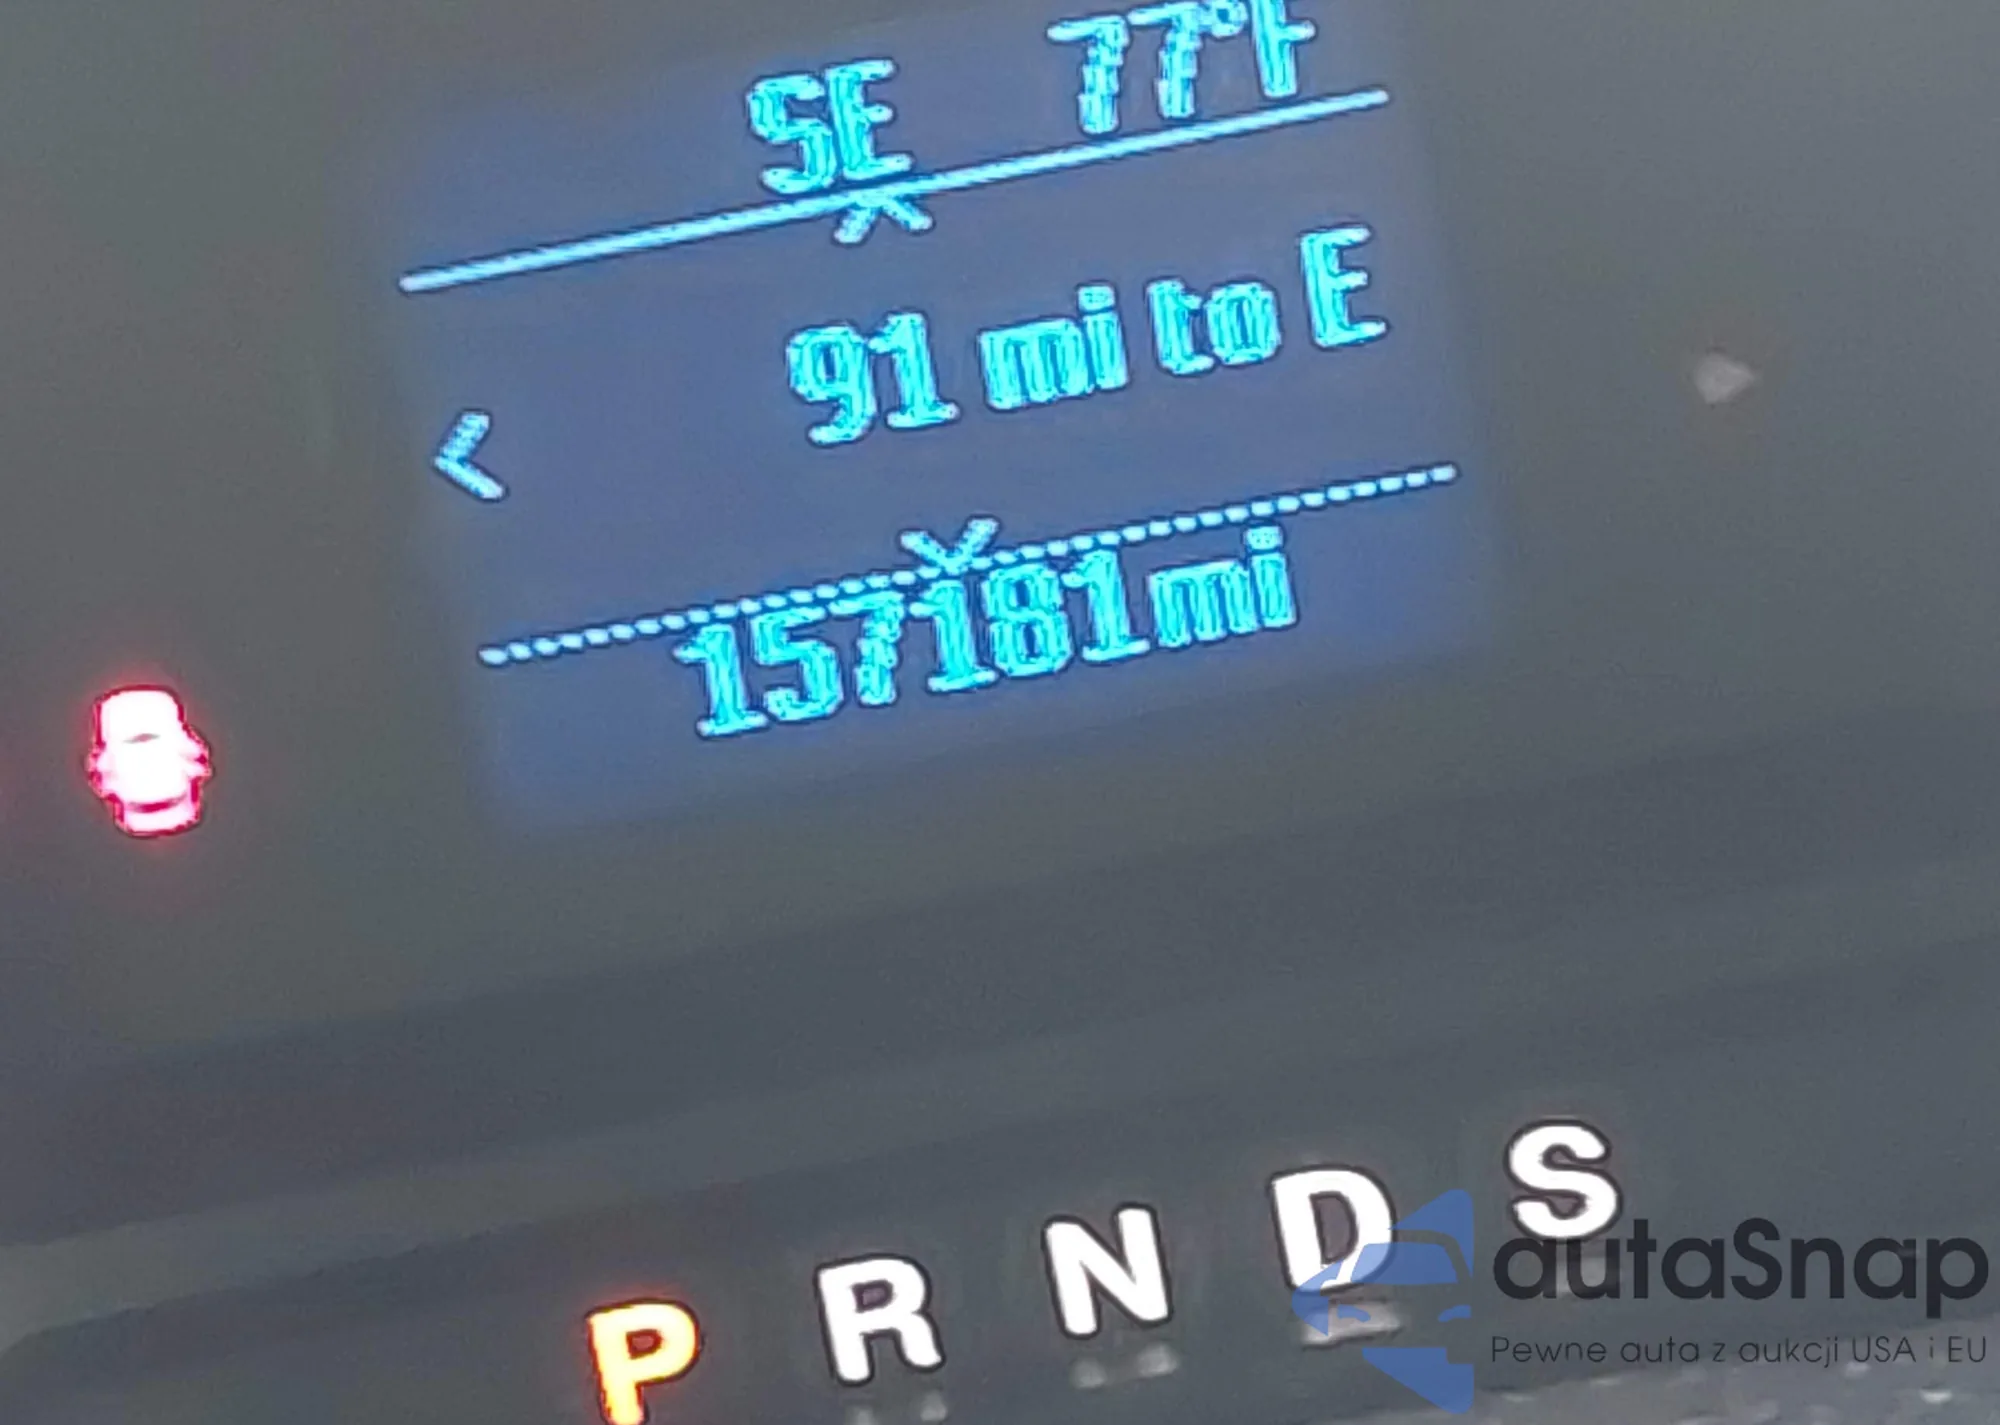 SE 77°F
91 mi to E
157181 mi
P R N D S
autaSnap
Pewne auta z aukcji USA i EU